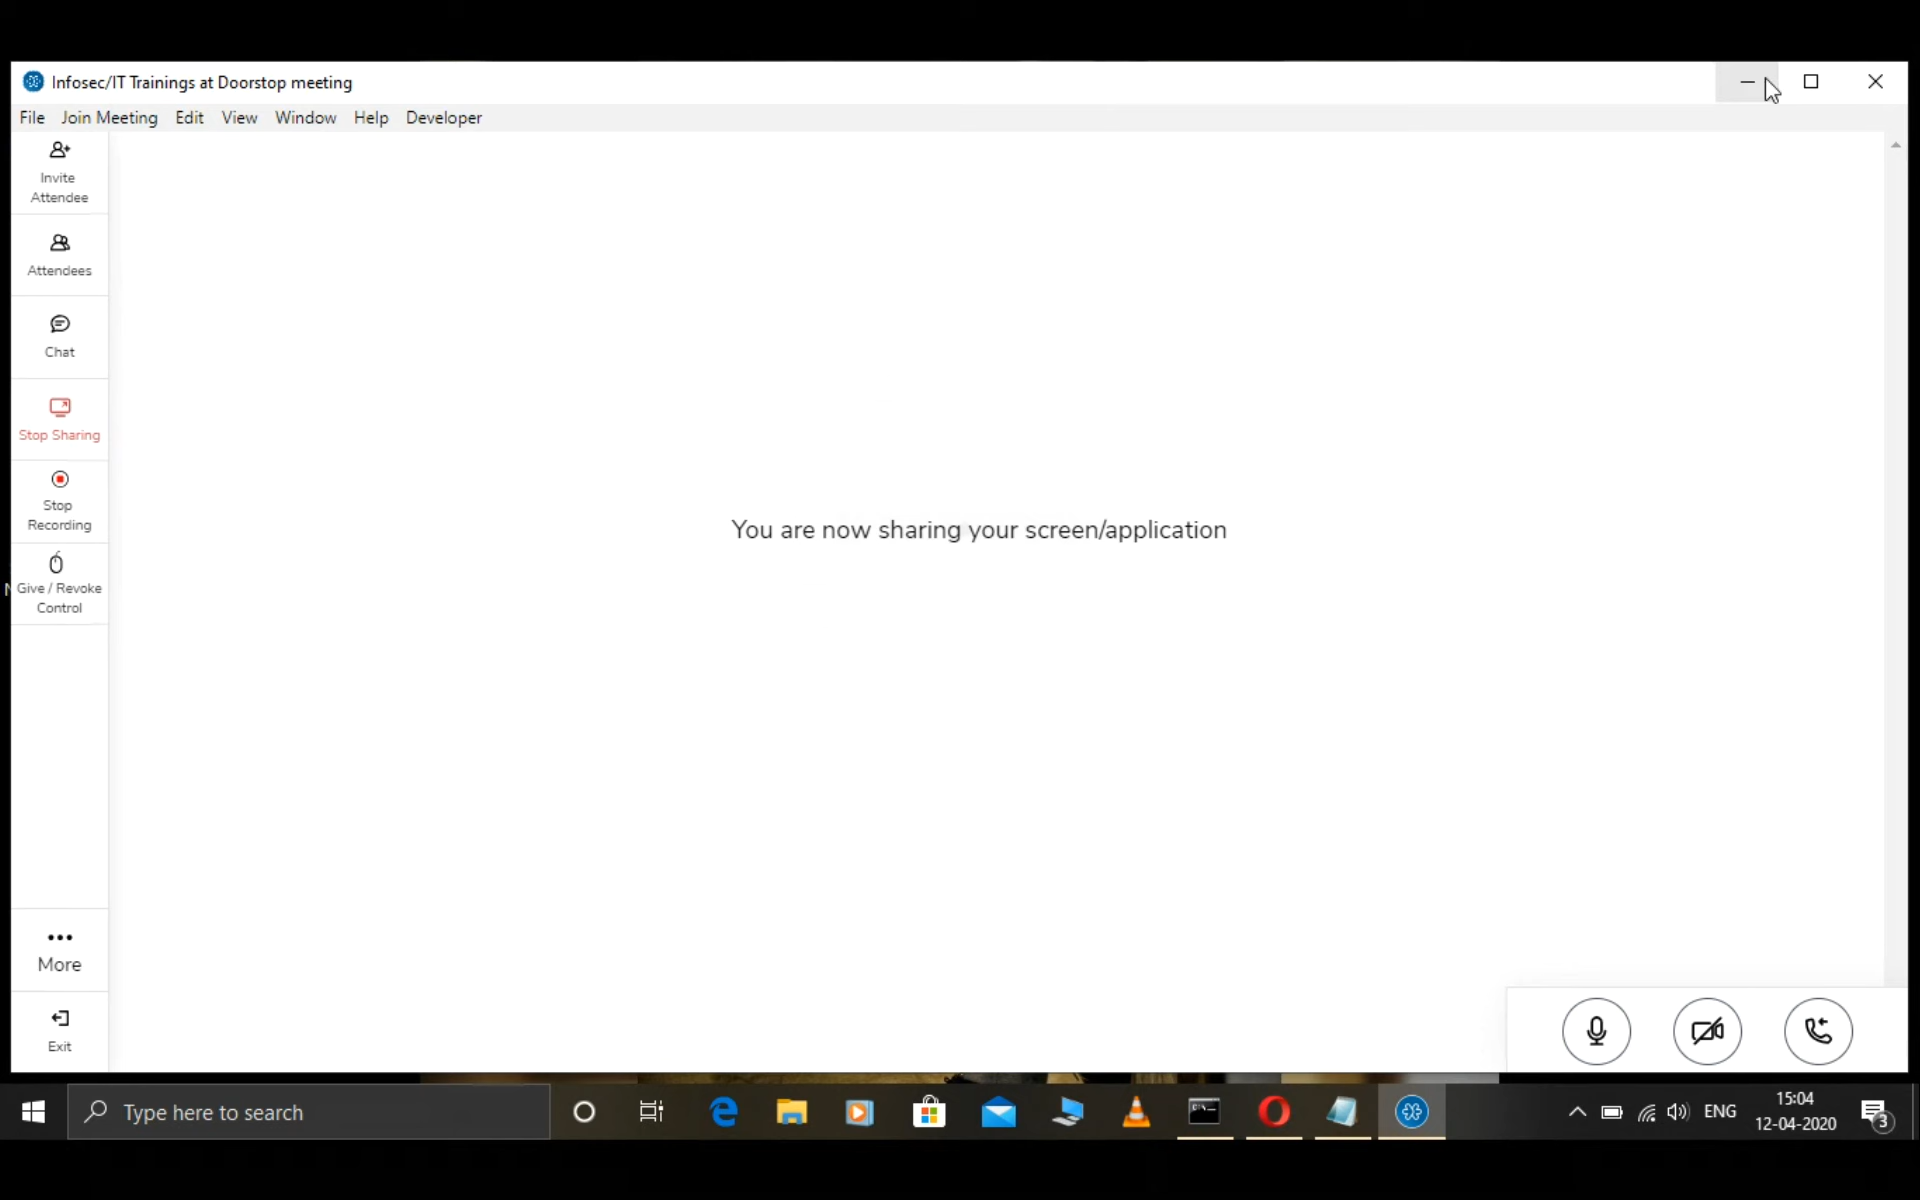 Infosec/IT Trainings at Doorstop meeting
File Join Meeting Edit View Window Help Developer
Invite
Attendee
Attendees
Chat
Stop Sharing
Stop
Recording
Give / Revoke
Control
You are now sharing your screen/application
More
Exit
Type here to search
ENG
15:04
12-04-2020
3